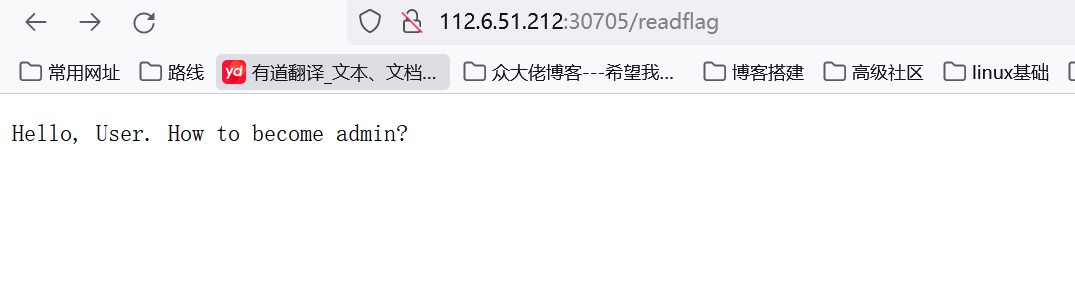 112.6.51.212:30705/readflag
常用网址 路线 yd 有道翻译_文本、文档... 众大佬博客---希望我... 博客搭建 高级社区 linux基础
Hello, User. How to become admin?